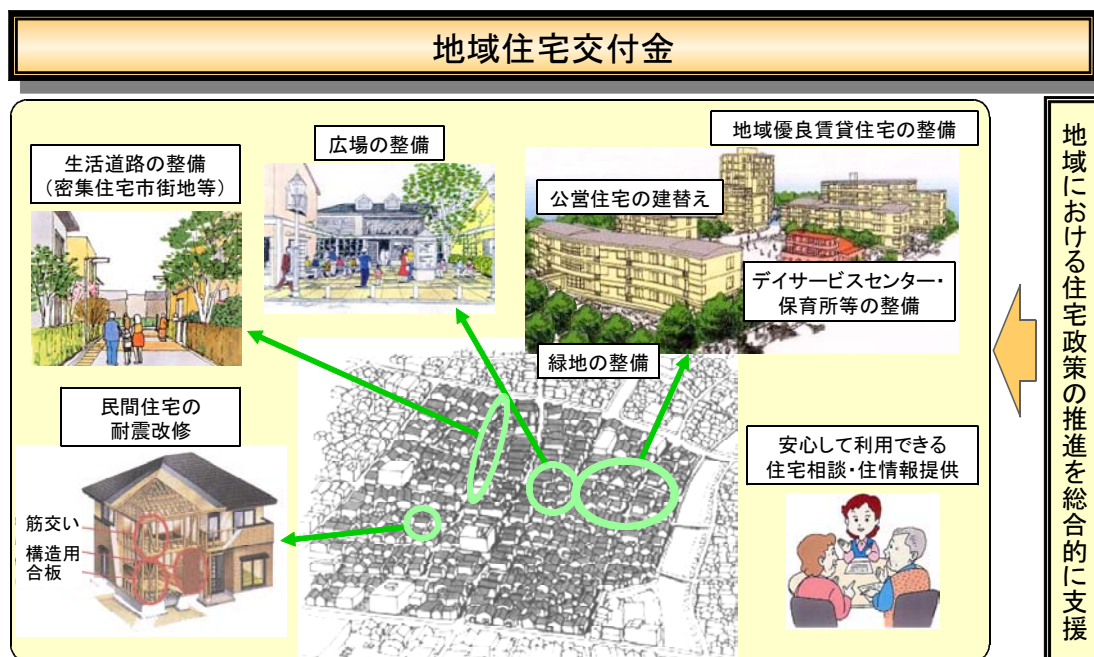 地域住宅交付金
生活道路の整備
（密集住宅市街地等）
広場の整備
地域優良賃貸住宅の整備
公営住宅の建替え
デイサービスセンター・
保育所等の整備
緑地の整備
民間住宅の
耐震改修
筋交い
構造用
合板
安心して利用できる
住宅相談・住情報提供
地域における住宅政策の推進を総合的に支援